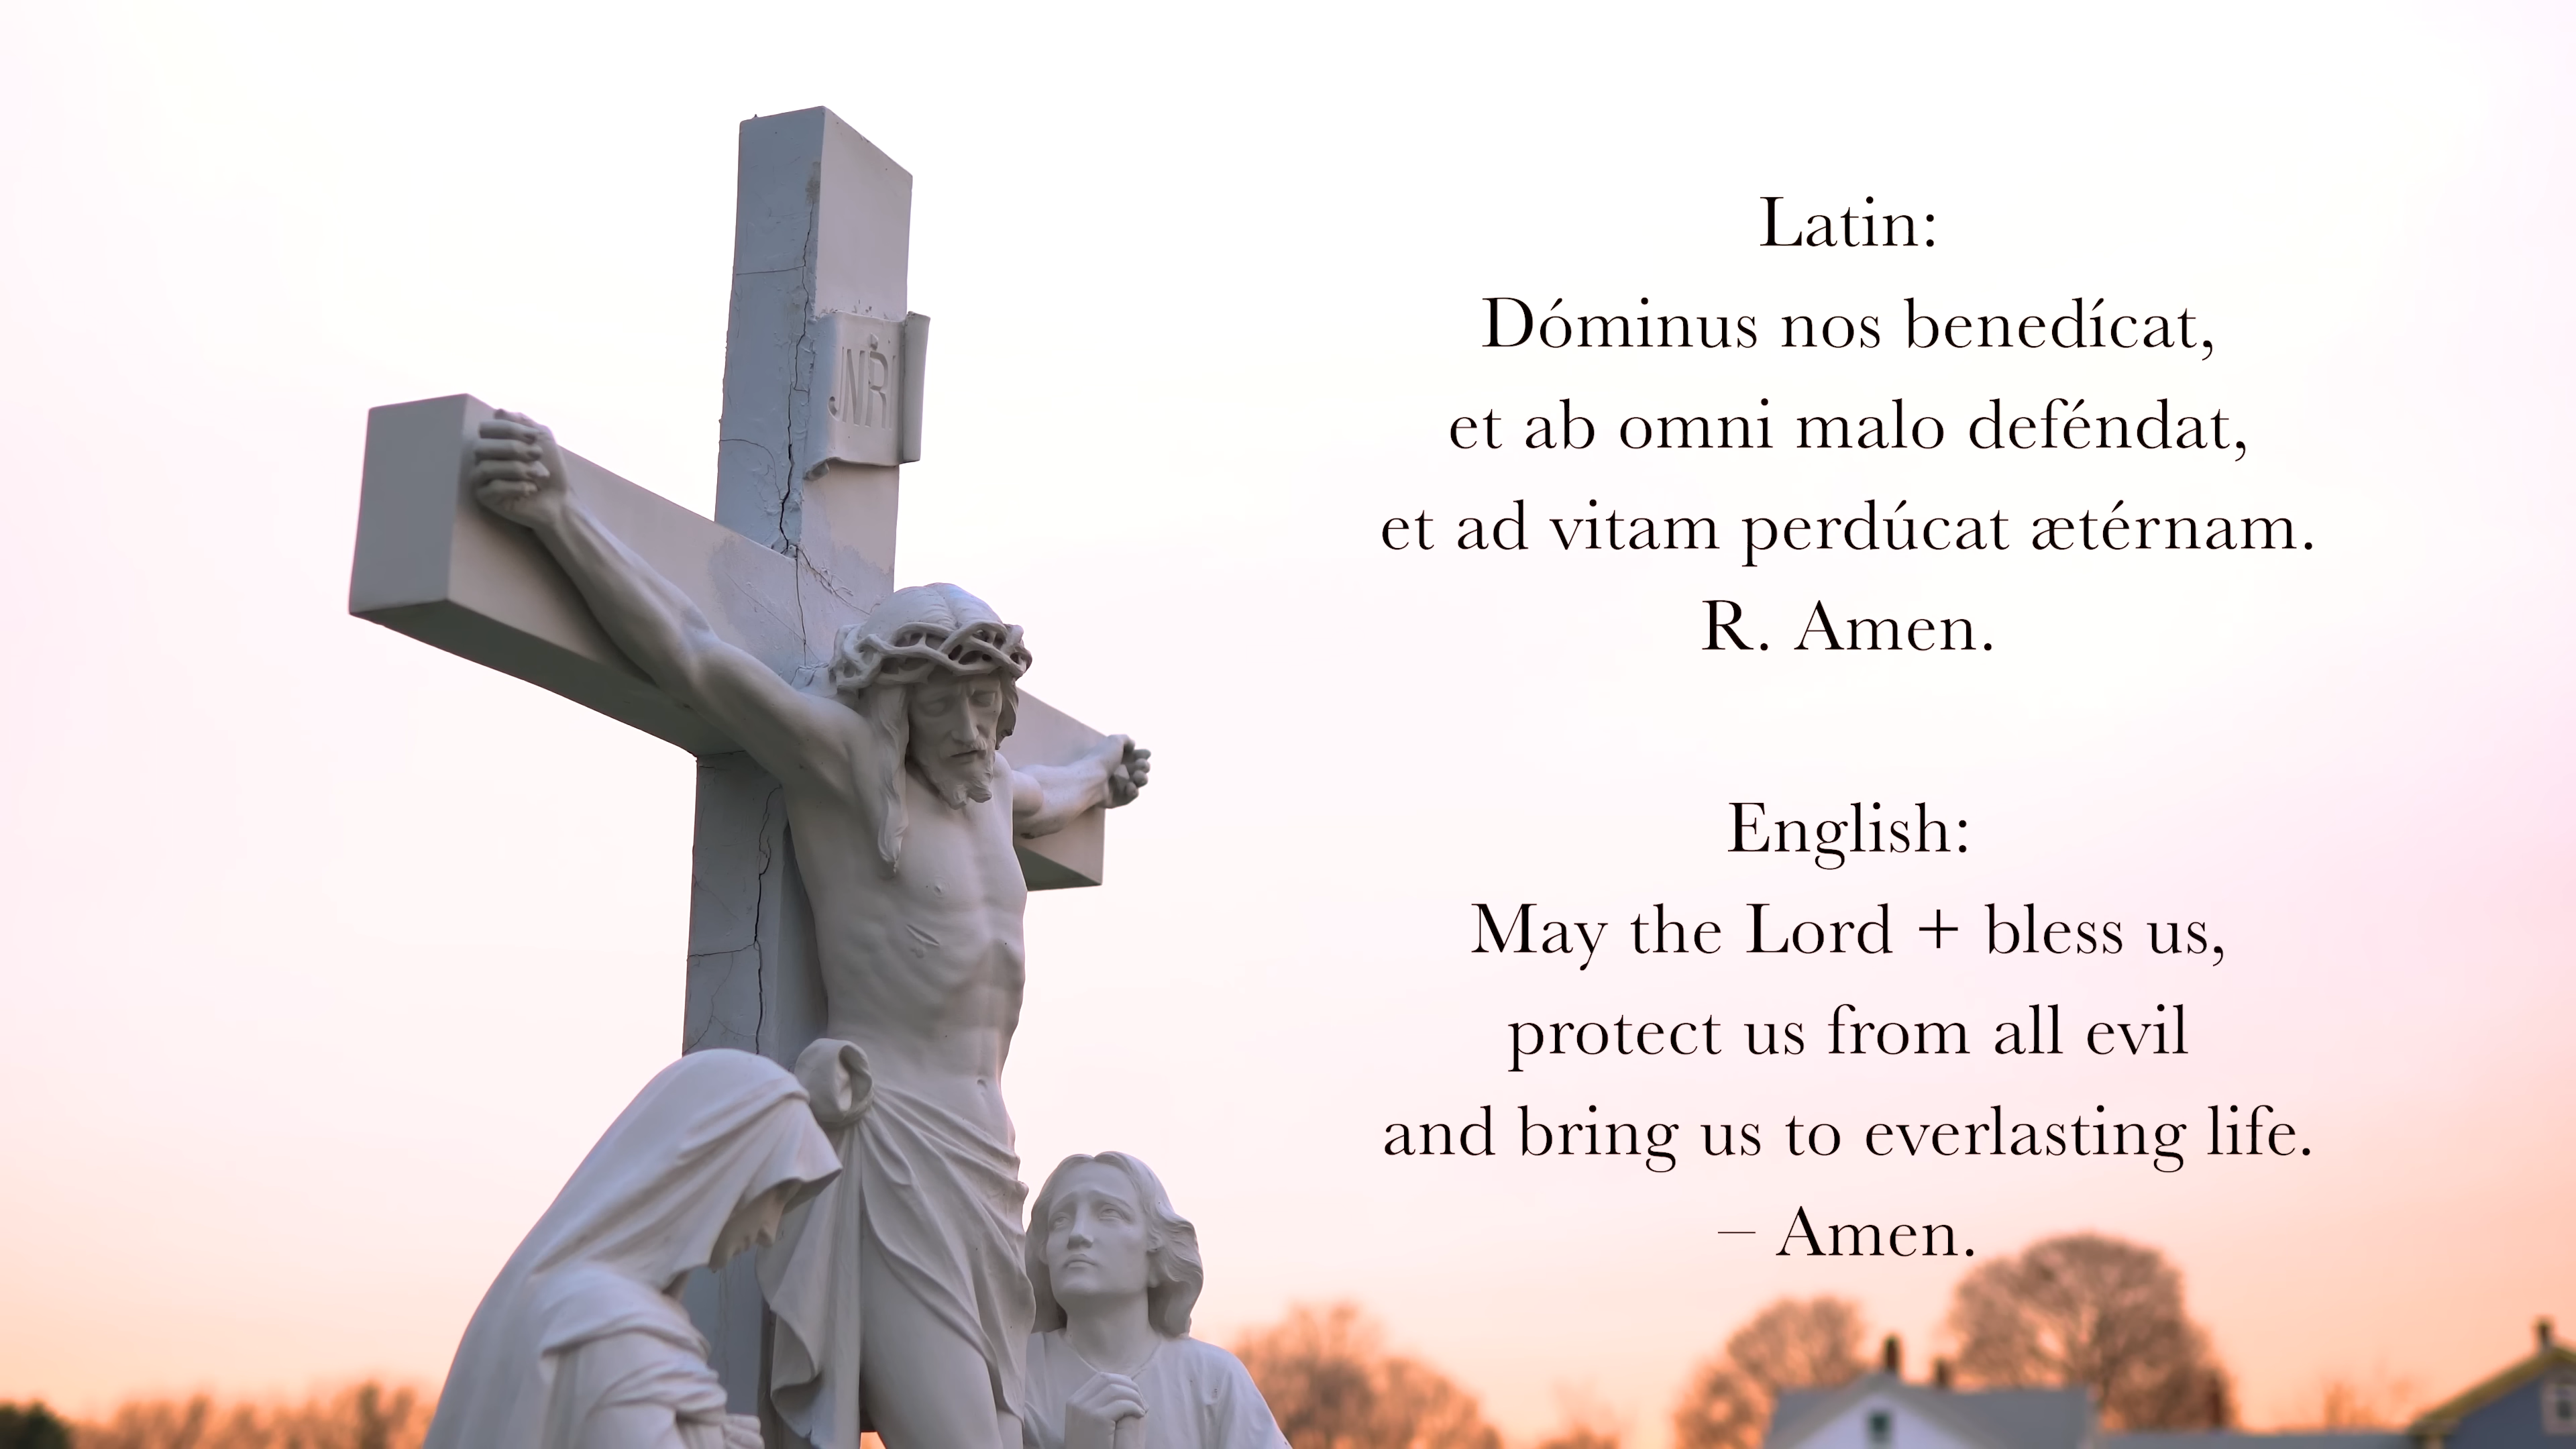 JNRI
Latin:
Dóminus nos benedícat,
et ab omni malo deféndat,
et ad vitam perdúcat ætérnam.
R. Amen.
English:
May the Lord + bless us,
protect us from all evil
and bring us to everlasting life.
– Amen.